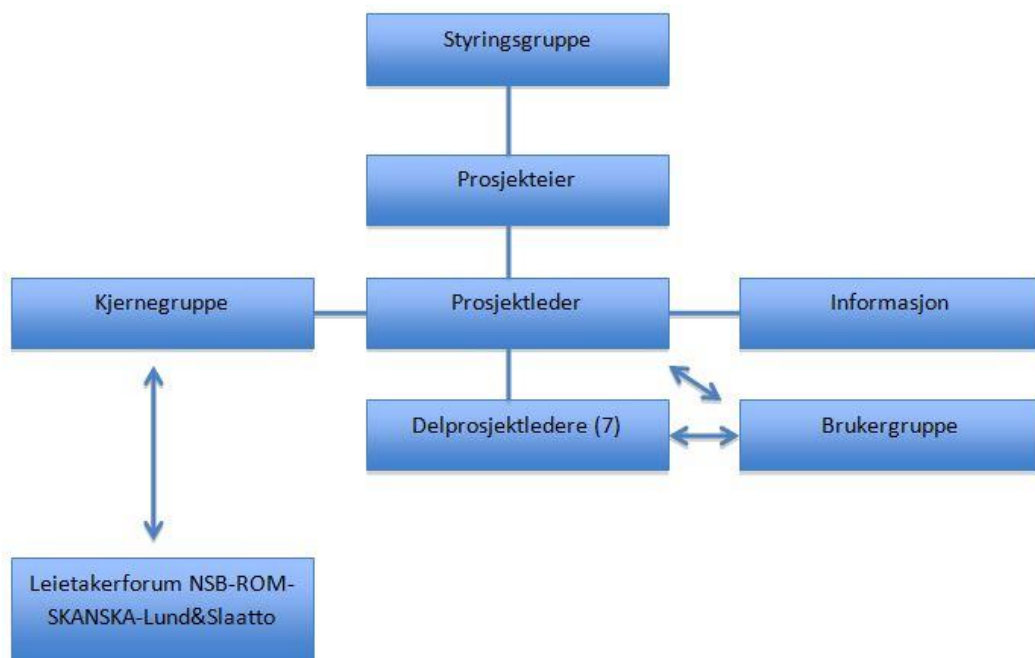 Styringsgruppe
Prosjekteier
Kjernegruppe
Prosjektleder
Informasjon
Delprosjektledere (7)
Brukergruppe
Leietakerforum NSB-ROM-
SKANSKA-Lund&Slaatto